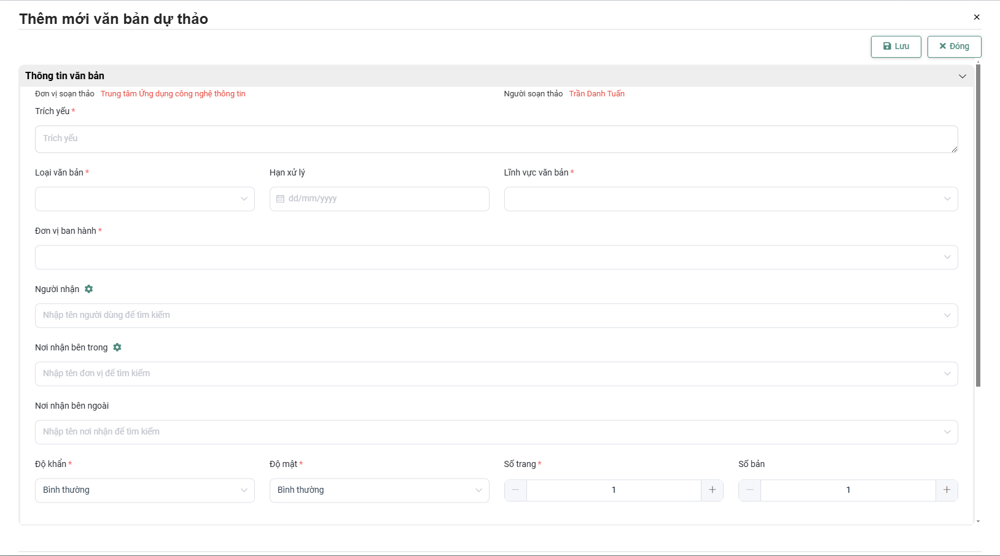 Thêm mới văn bản dự thảo
Lưu Đóng
Thông tin văn bản
Đơn vị soạn thảo Trung tâm Ứng dụng công nghệ thông tin Người soạn thảo Trần Danh Tuấn
Trích yếu *
Trích yếu
Loại văn bản * Hạn xử lý Lĩnh vực văn bản *
dd/mm/yyyy
Đơn vị ban hành *
Người nhận
Nhập tên người dùng để tìm kiếm
Nơi nhận bên trong
Nhập tên đơn vị để tìm kiếm
Nơi nhận bên ngoài
Nhập tên nơi nhận để tìm kiếm
Độ khẩn * Độ mật * Số trang * Số bản
Bình thường Bình thường 1 1